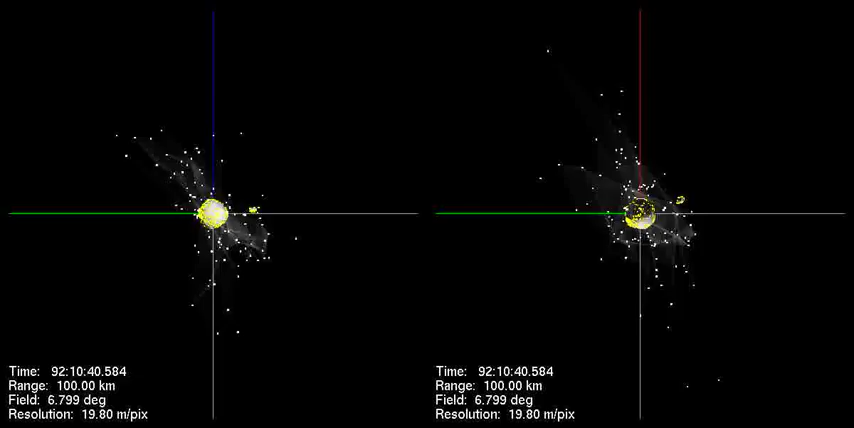 Time: 92:10:40.584
Range: 100.00 km
Field: 6.799 deg
Resolution: 19.80 m/pix
Time: 92:10:40.584
Range: 100.00 km
Field: 6.799 deg
Resolution: 19.80 m/pix